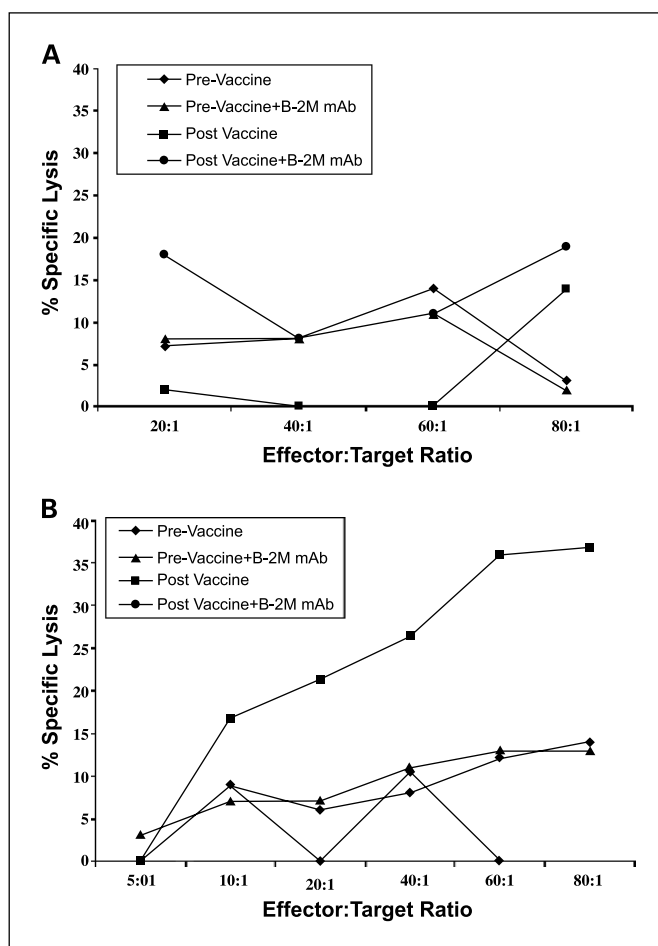 A
40
35
30
25
20
15
10
5
0
% Specific Lysis
Pre-Vaccine
Pre-Vaccine+B-2M mAb
Post Vaccine
Post Vaccine+B-2M mAb
20:1 40:1 60:1 80:1
Effector:Target Ratio
B
40
35
30
25
20
15
10
5
0
% Specific Lysis
Pre-Vaccine
Pre-Vaccine+B-2M mAb
Post Vaccine
Post Vaccine+B-2M mAb
5:01 10:1 20:1 40:1 60:1 80:1
Effector:Target Ratio